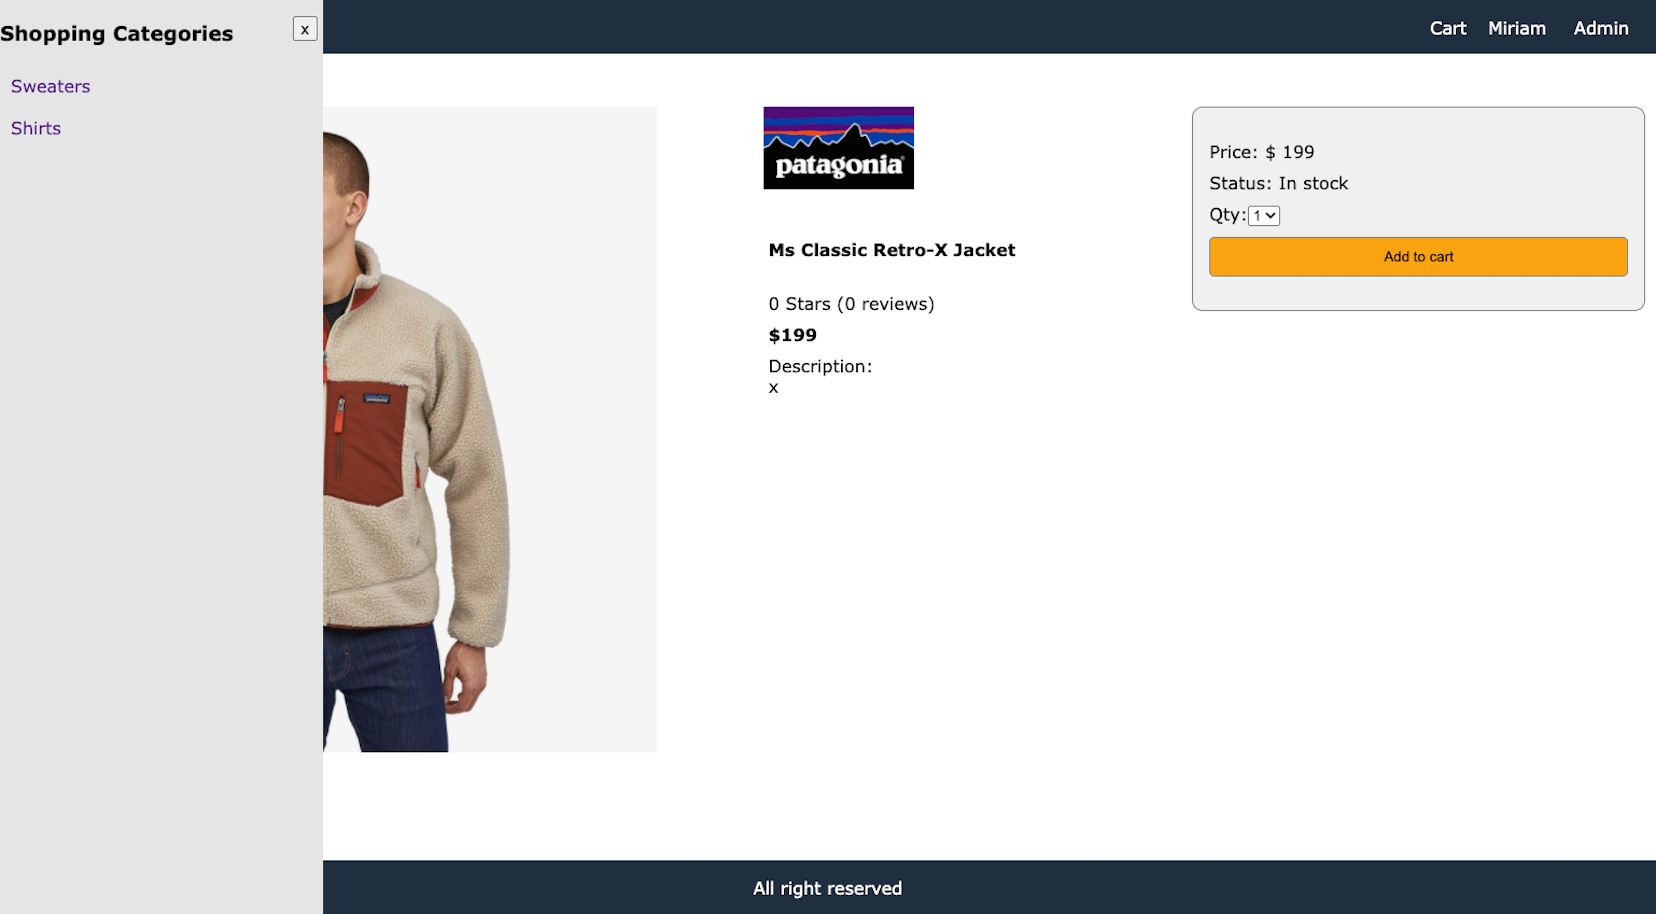 Shopping Categories
x
Sweaters
Shirts
Cart Miriam Admin
patagonia
patagonia
Ms Classic Retro-X Jacket
0 Stars (0 reviews)
$199
Description:
x
Price: $ 199
Status: In stock
Qty: 1
Add to cart
All right reserved